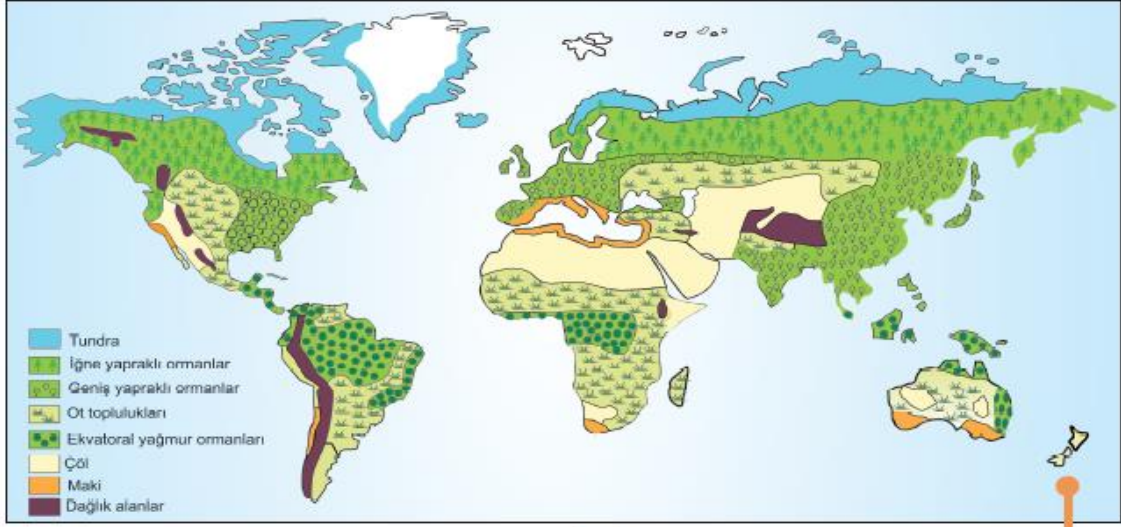 Tundra
İğne yapraklı ormanlar
Geniş yapraklı ormanlar
Ot toplulukları
Ekvatoral yağmur ormanları
Çöl
Maki
Dağlık alanlar